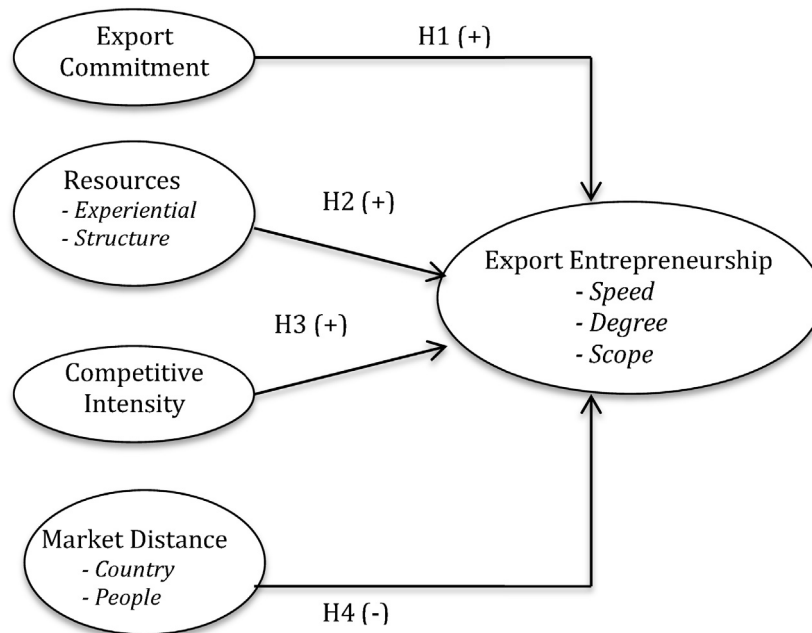 Export
Commitment
H1 (+)
Resources
- Experiential
- Structure
H2 (+)
Export Entrepreneurship
- Speed
- Degree
- Scope
H3 (+)
Competitive
Intensity
Market Distance
- Country
- People
H4 (-)